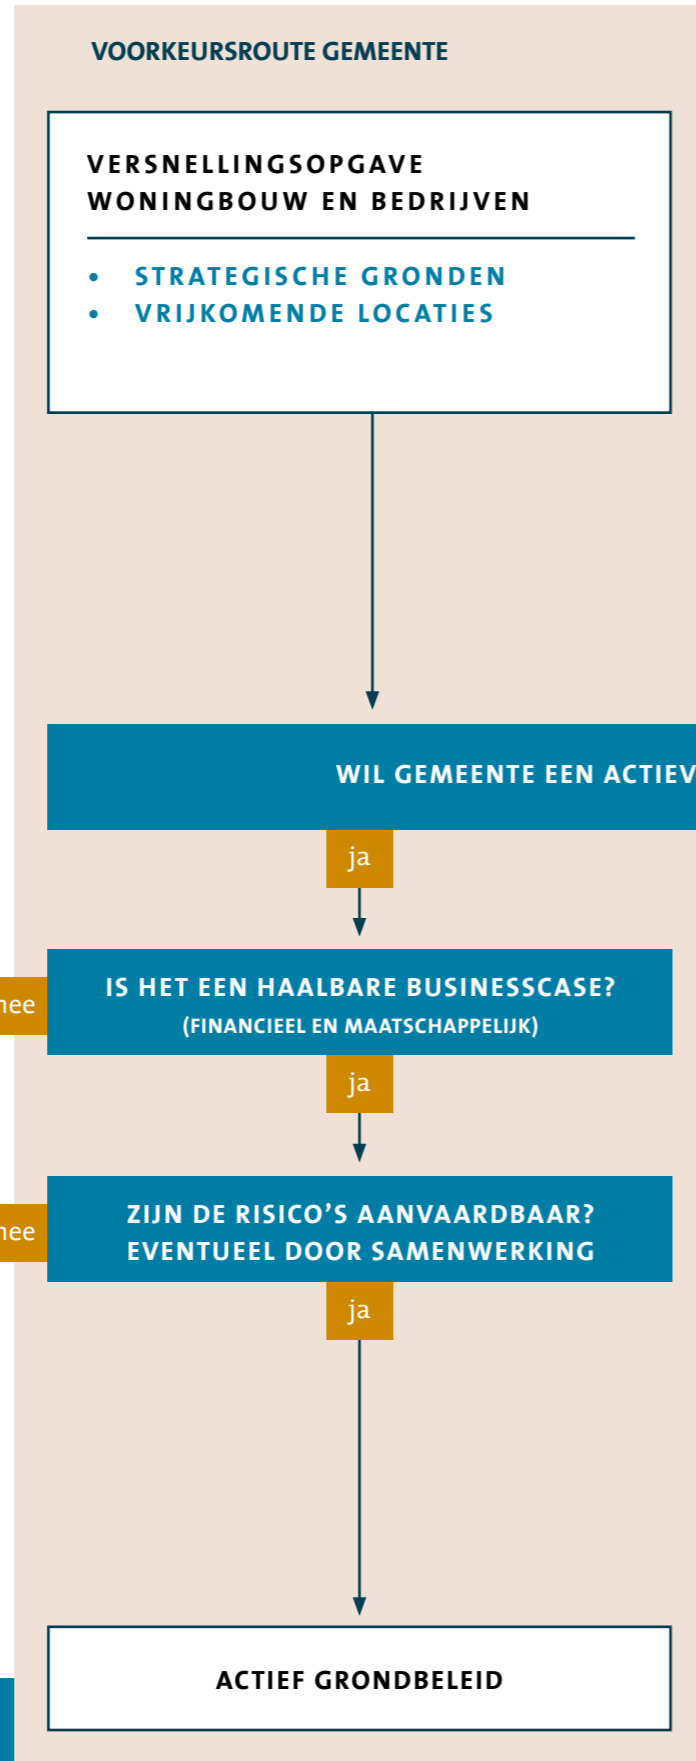 VOORKEURSROUTE GEMEENTE
VERSNELLINGSOPGAVE
WONINGBOUW EN BEDRIJVEN
• STRATEGISCHE GRONDEN
• VRIJKOMENDE LOCATIES
WIL GEMEENTE EEN ACTIEV
ja
IS HET EEN HAALBARE BUSINESSCASE?
(FINANCIEEL EN MAATSCHAPPELIJK)
nee
ja
ZIJN DE RISICO’S AANVAARDBAAR?
EVENTUEEL DOOR SAMENWERKING
nee
ja
ACTIEF GRONDBELEID